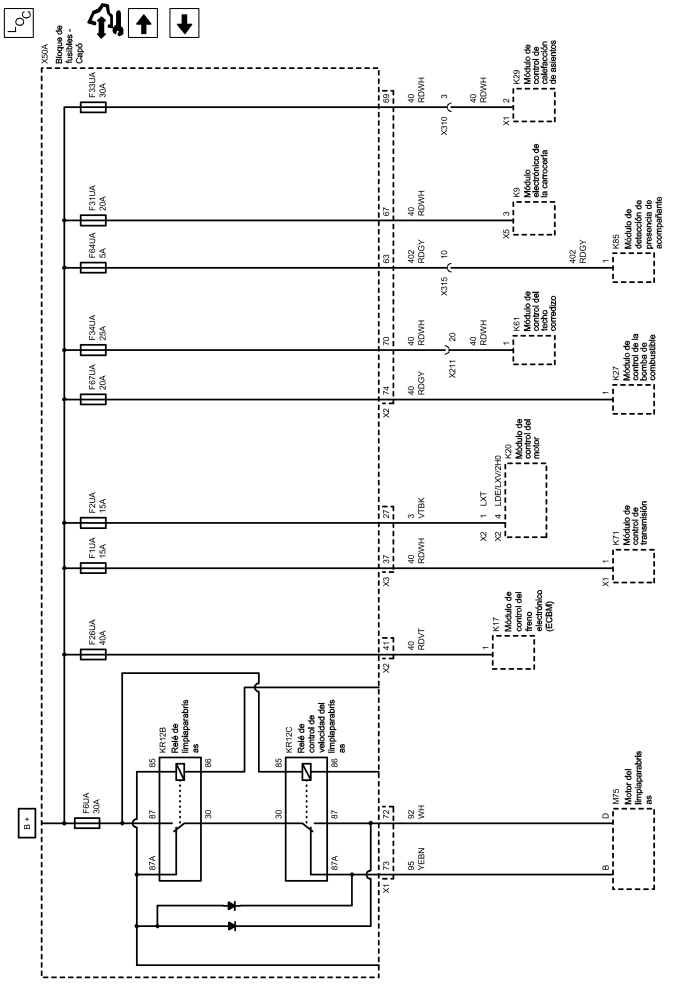 LOC
X50A
Bloque de
fusibles -
Capó
B+
F6UA
30A
F26UA
40A
F1UA
15A
F2UA
15A
F67UA
20A
F34UA
25A
F64UA
5A
F31UA
20A
F33UA
30A
KR12B
Relé de
limpiaparabris
as
85
86
87
30
87A
KR12C
Relé de
control de
velocidad del
limpiaparabris
as
85
86
30
87
87A
X1
73
72
X2
41
X3
37
27
X2
74
70
63
67
69
95
YEBN
92
WH
40
RDVT
40
RDWH
3
VTBK
40
RDGY
40
RDWH
20
X211
40
RDWH
402
RDGY
10
X315
402
RDGY
40
RDWH
40
RDWH
3
X310
40
RDWH
B
D
M75
Motor del
limpiaparabris
as
1
K17
Módulo de
control del
freno
electrónico
(ECBM)
X1
1
K71
Módulo de
control de
transmisión
X2 1 LXT
X2 4 LDE/LXV/2H0
K20
Módulo de
control del
motor
1
K27
Módulo de
control de la
bomba de
combustible
1
K61
Módulo de
control del
techo
corredizo
1
K85
Módulo de
detección de
presencia de
acompañante
X5
3
K9
Módulo
electrónico de
la carrocería
X1
2
K29
Módulo de
control de
calefacción
de asientos